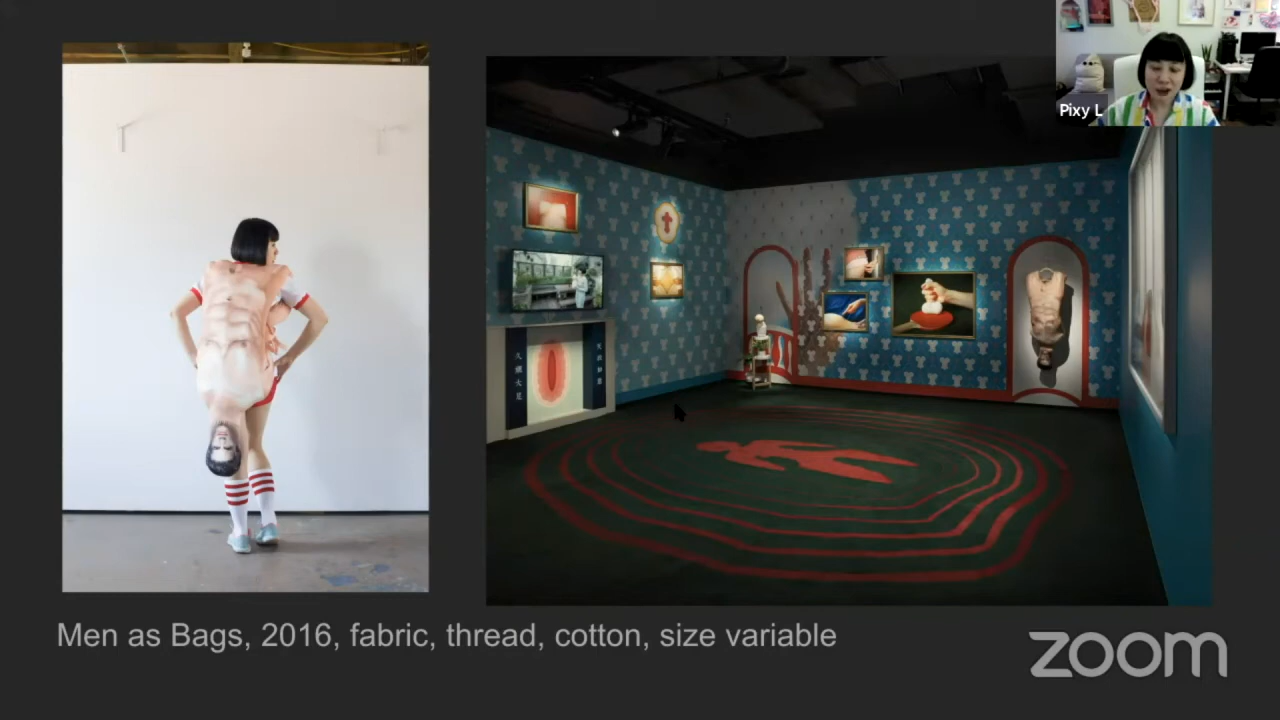 Pixy L
Men as Bags, 2016, fabric, thread, cotton, size variable
zoom